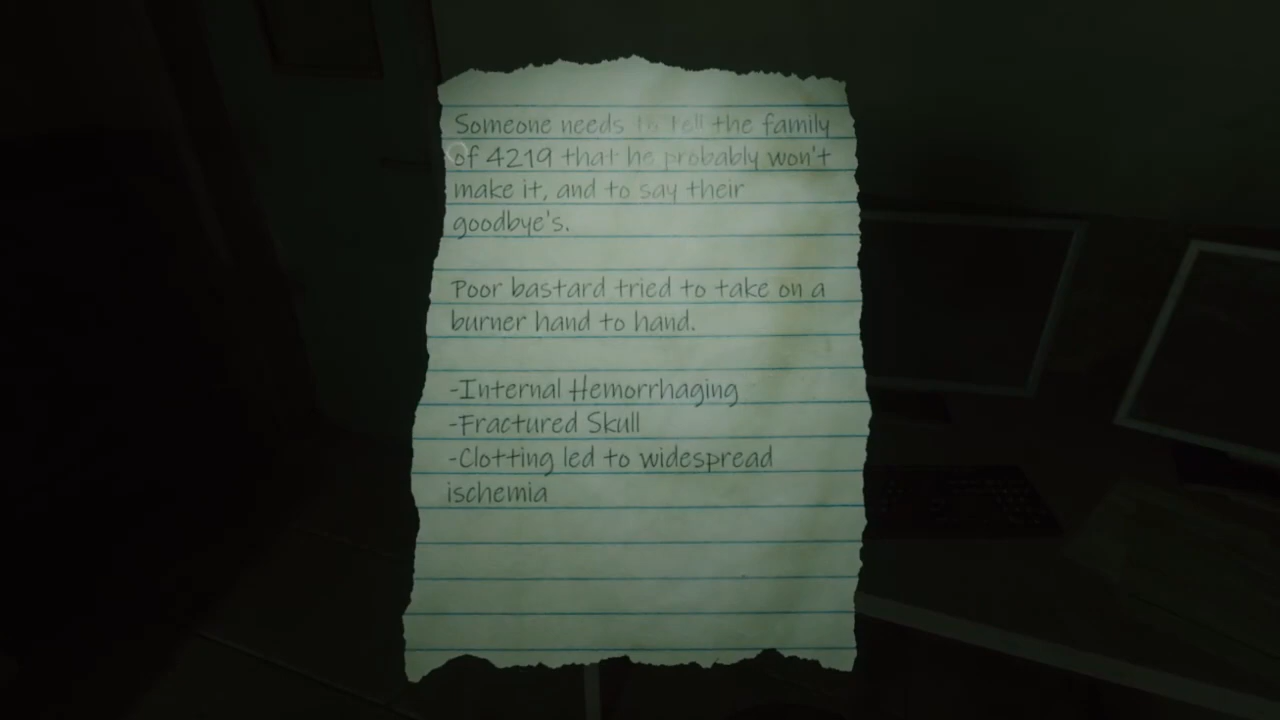 Someone needs to tell the family
of 4219 that he probably won't
make it, and to say their
goodbye's.
Poor bastard tried to take on a
burner hand to hand.
-Internal Hemorrhaging
-Fractured Skull
-Clotting led to widespread
ischemia